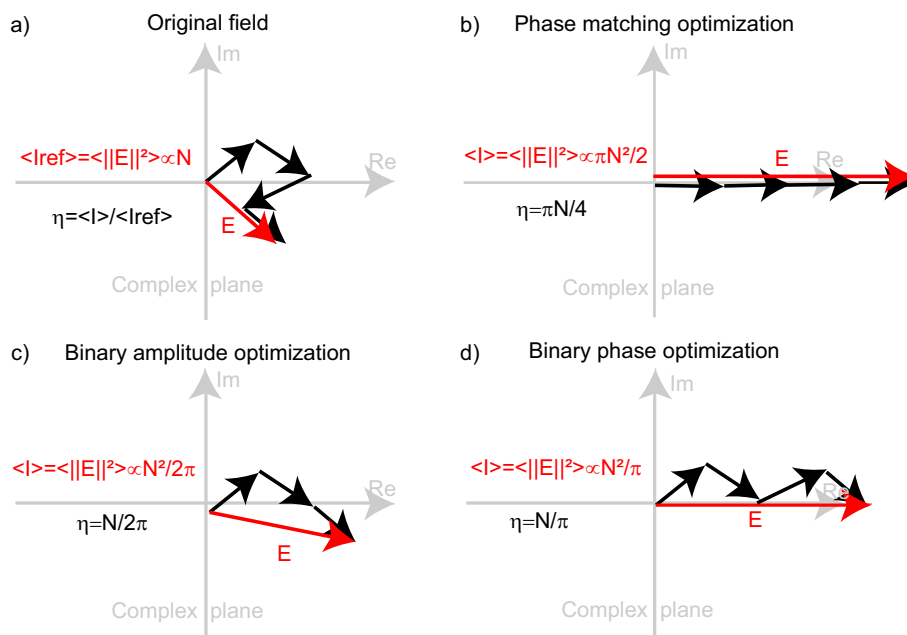 a) Original field
Im
<Iref>=<||E||²>∝N
Re
η=<I>/<Iref>
E
Complex plane
b) Phase matching optimization
Im
<I>=<||E||²>∝πN²/2
E
Re
η=πN/4
Complex plane
c) Binary amplitude optimization
Im
<I>=<||E||²>∝N²/2π
Re
η=N/2π
E
Complex plane
d) Binary phase optimization
Im
<I>=<||E||²>∝N²/π
Re
E
η=N/π
Complex plane